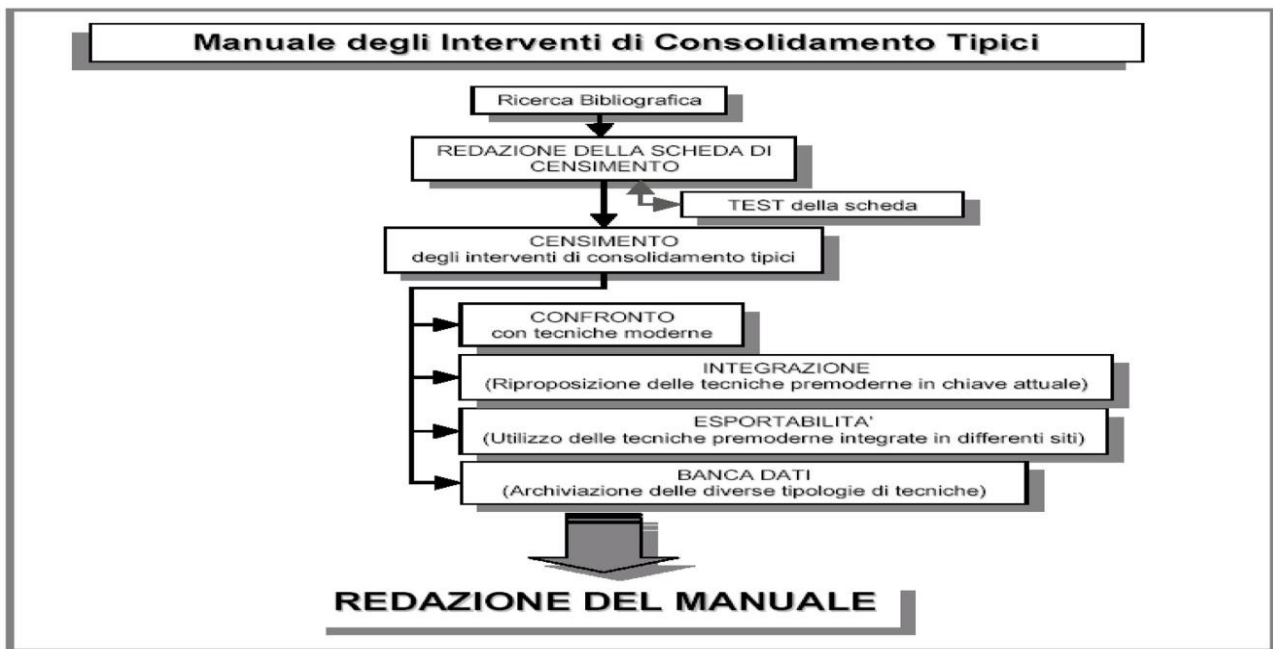 Manuale degli Interventi di Consolidamento Tipici
Ricerca Bibliografica
REDAZIONE DELLA SCHEDA DI
CENSIMENTO
TEST della scheda
CENSIMENTO
degli interventi di consolidamento tipici
CONFRONTO
con tecniche moderne
INTEGRAZIONE
(Riproposizione delle tecniche premoderne in chiave attuale)
ESPORTABILITA'
(Utilizzo delle tecniche premoderne integrate in differenti siti)
BANCA DATI
(Archiviazione delle diverse tipologie di tecniche)
REDAZIONE DEL MANUALE